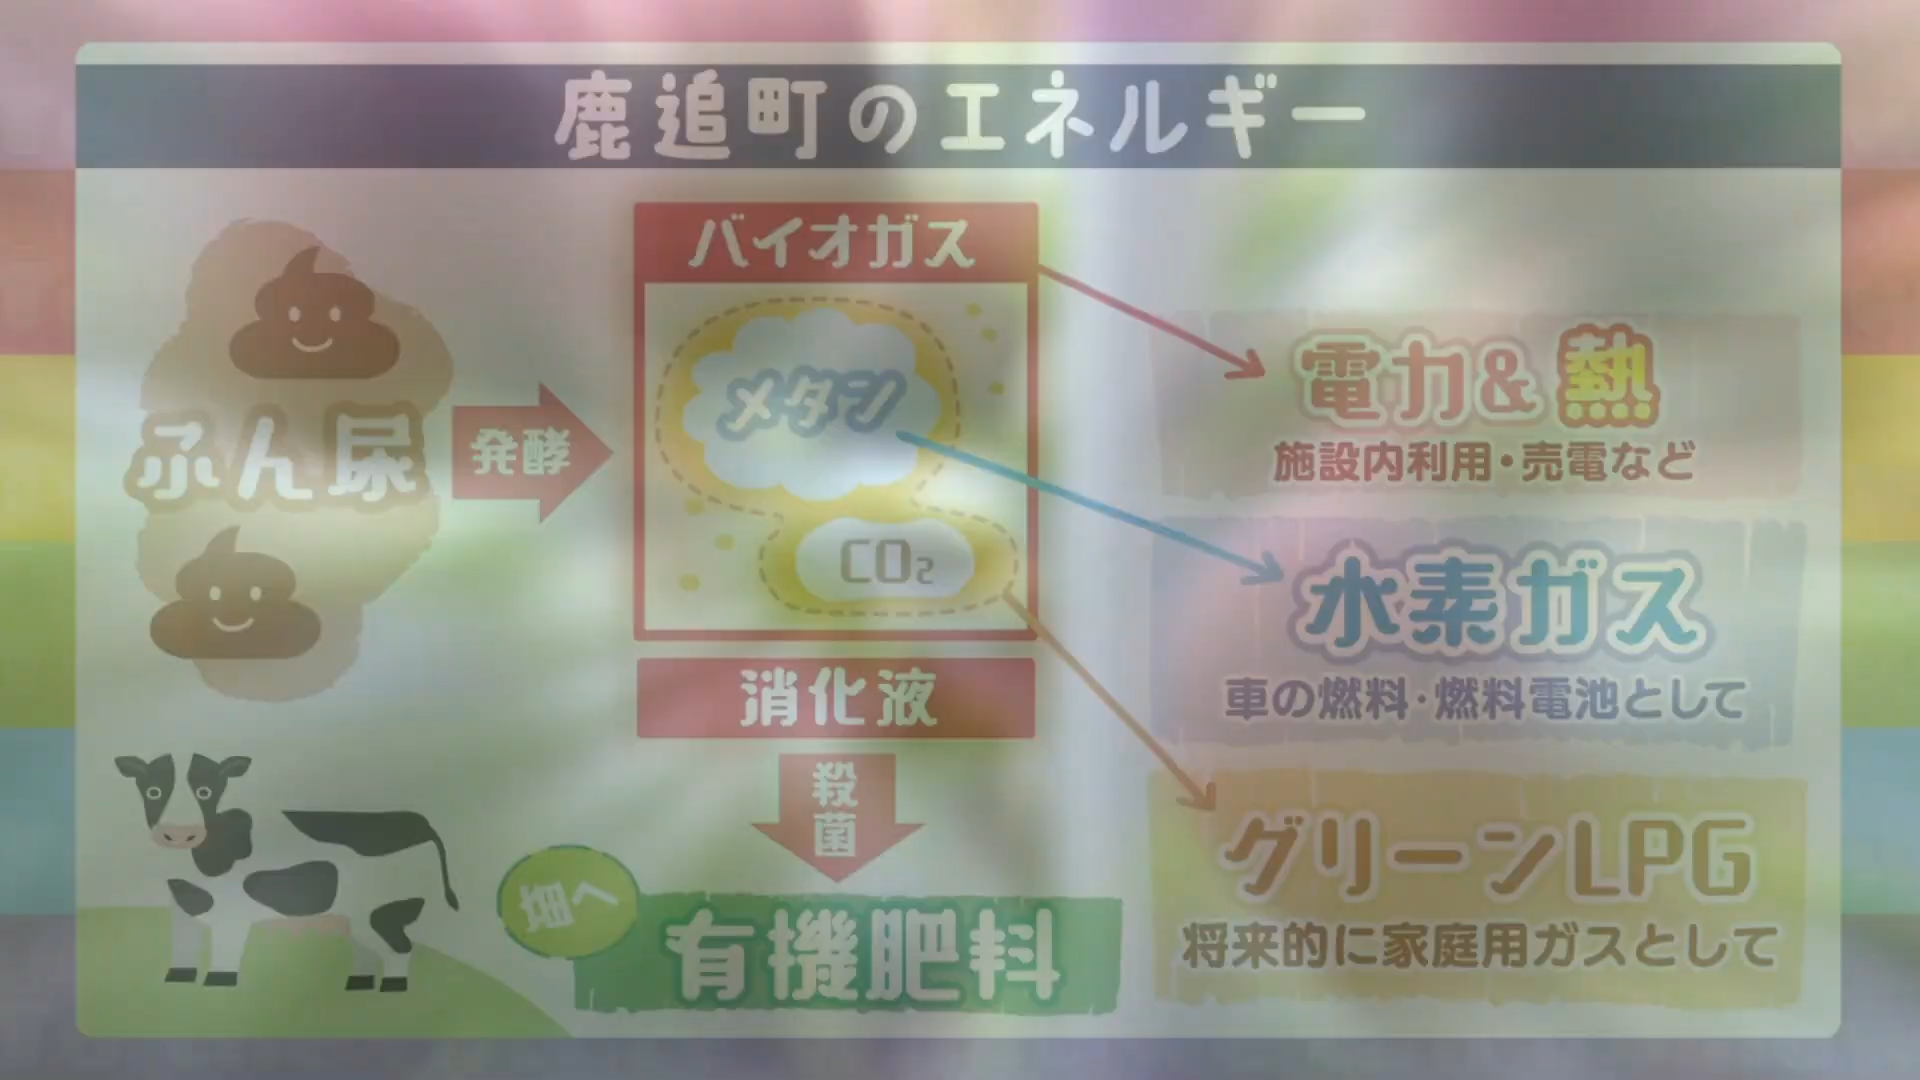 鹿追町のエネルギー
バイオガス
メタン
CO₂
ふん尿
発酵
消化液
殺菌
有機肥料
電力&熱
施設内利用・売電など
水素ガス
車の燃料・燃料電池として
グリーンLPG
将来的に家庭用ガスとして